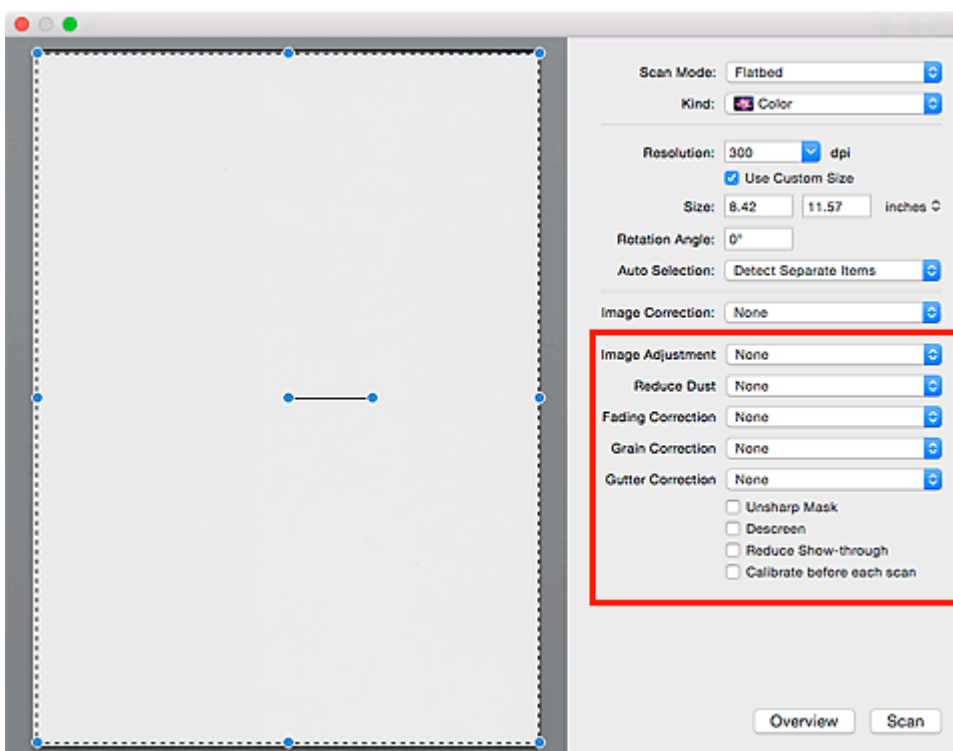 Scan Mode: Flatbed
Kind: Color
Resolution: 300 dpi
Use Custom Size
Size: 8.42 11.57 inches
Rotation Angle: 0°
Auto Selection: Detect Separate Items
Image Correction: None
Image Adjustment None
Reduce Dust None
Fading Correction None
Grain Correction None
Gutter Correction None
Unsharp Mask
Descreen
Reduce Show-through
Calibrate before each scan
Overview Scan